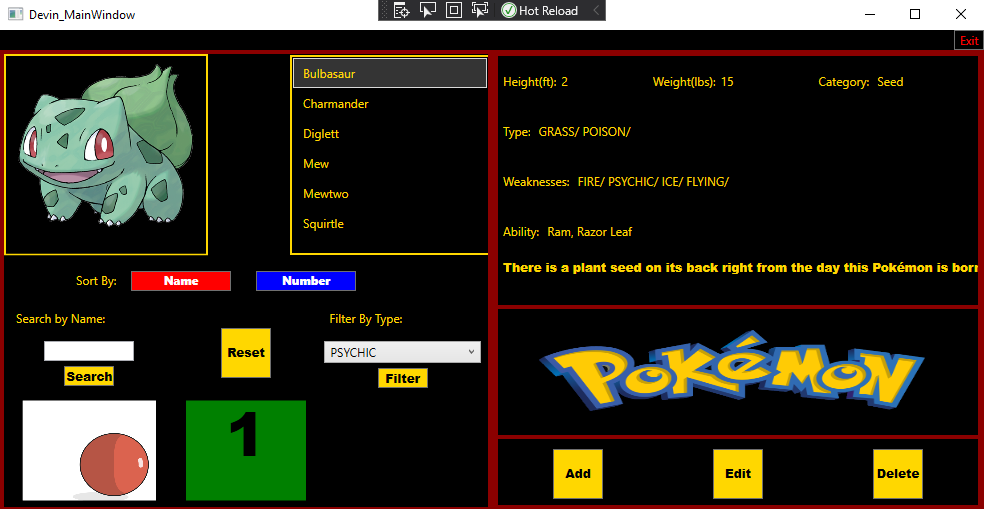 Devin_MainWindow
Hot Reload
Exit
Bulbasaur
Charmander
Diglett
Mew
Mewtwo
Squirtle
Sort By: Name Number
Search by Name:
Search
Reset
Filter By Type:
PSYCHIC
Filter
1
Height(ft): 2 Weight(lbs): 15 Category: Seed
Type: GRASS/ POISON/
Weaknesses: FIRE/ PSYCHIC/ ICE/ FLYING/
Ability: Ram, Razor Leaf
There is a plant seed on its back right from the day this Pokémon is born
POKéMON
Add Edit Delete